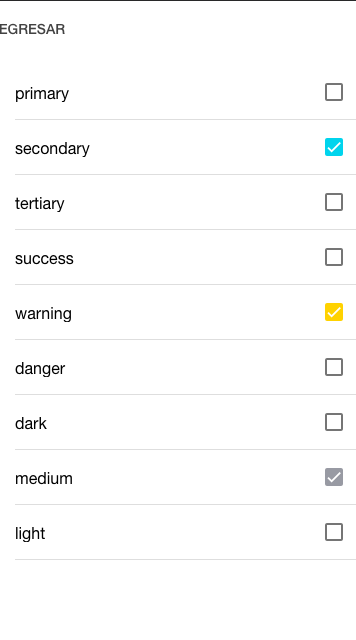 EGRESAR
primary
secondary
tertiary
success
warning
danger
dark
medium
light